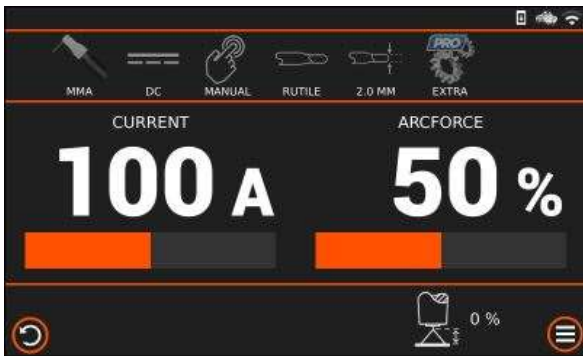 PRO
MMA DC MANUAL RUTILE 2.0 MM EXTRA
CURRENT ARCFORCE
100 A 50 %
0 %